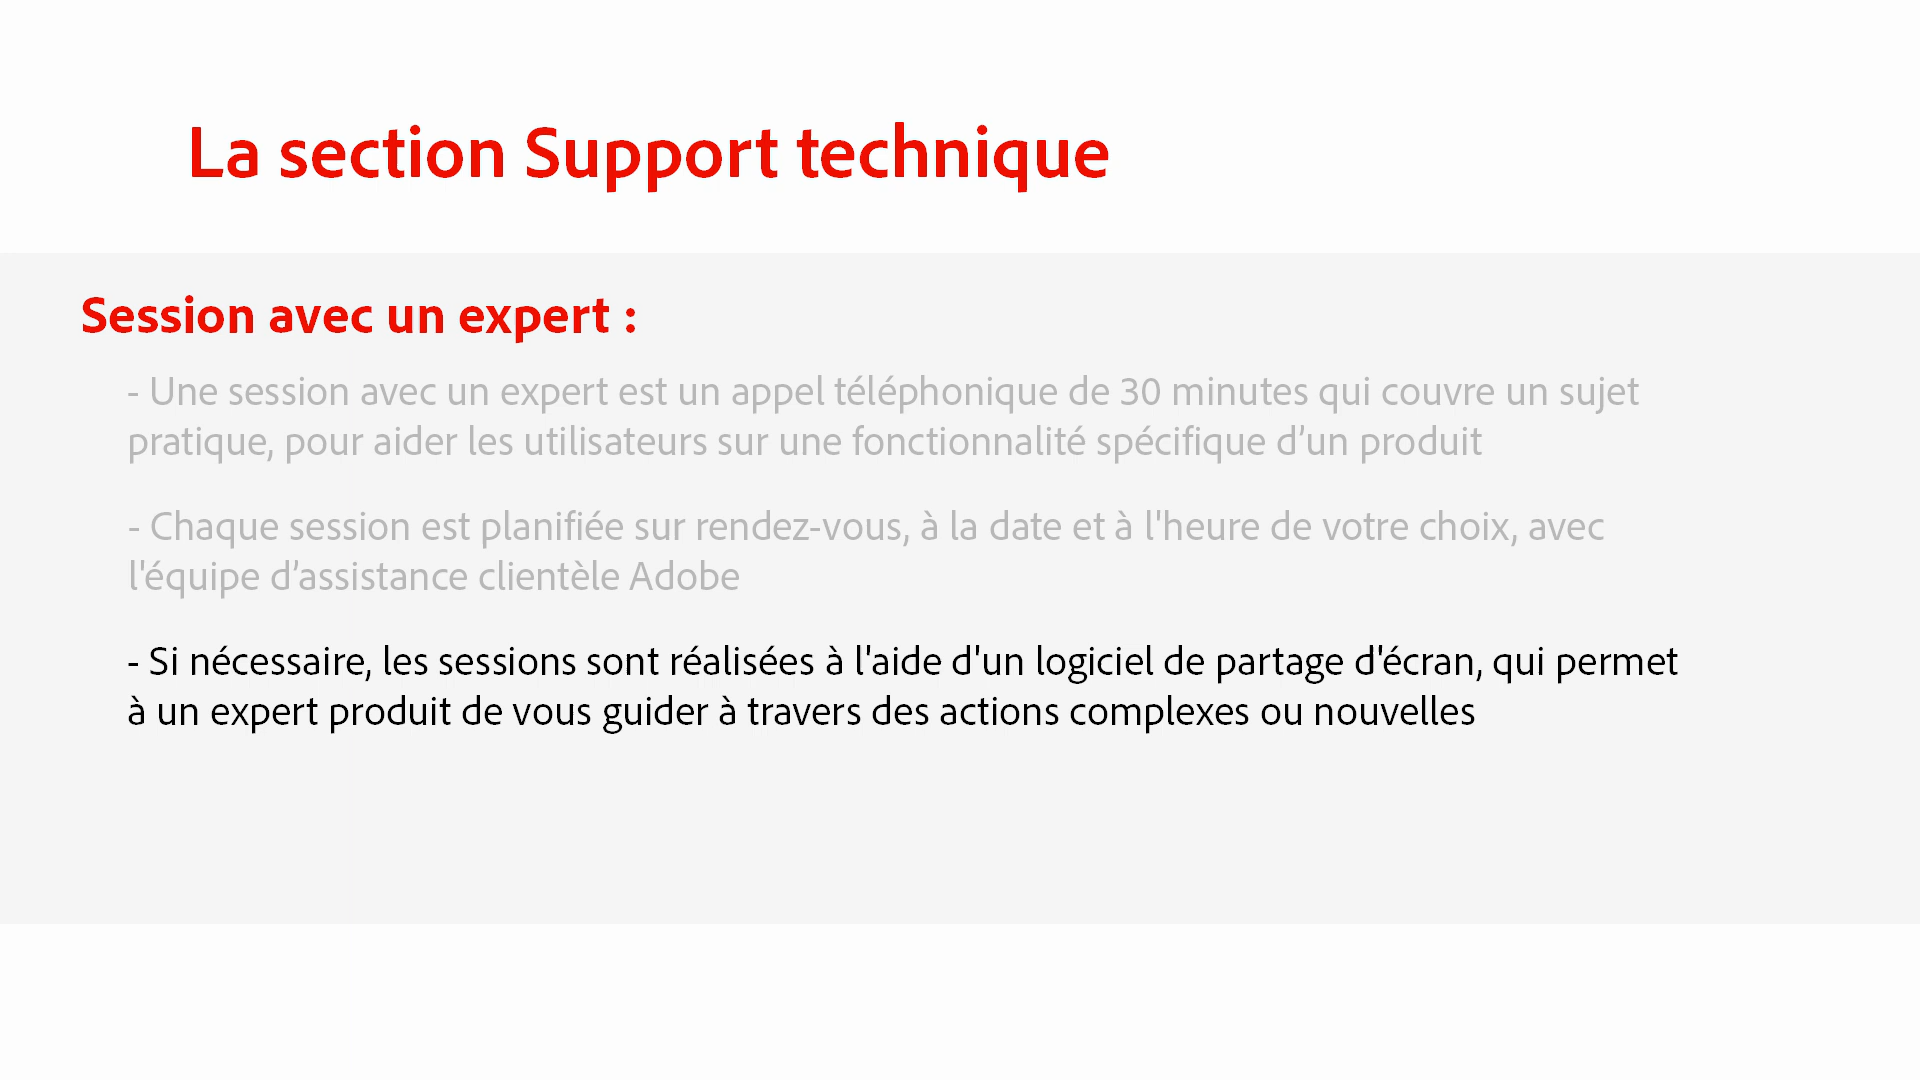 La section Support technique
Session avec un expert :
- Une session avec un expert est un appel téléphonique de 30 minutes qui couvre un sujet
pratique, pour aider les utilisateurs sur une fonctionnalité spécifique d’un produit
- Chaque session est planifiée sur rendez-vous, à la date et à l'heure de votre choix, avec
l'équipe d’assistance clientèle Adobe
- Si nécessaire, les sessions sont réalisées à l'aide d'un logiciel de partage d'écran, qui permet
à un expert produit de vous guider à travers des actions complexes ou nouvelles